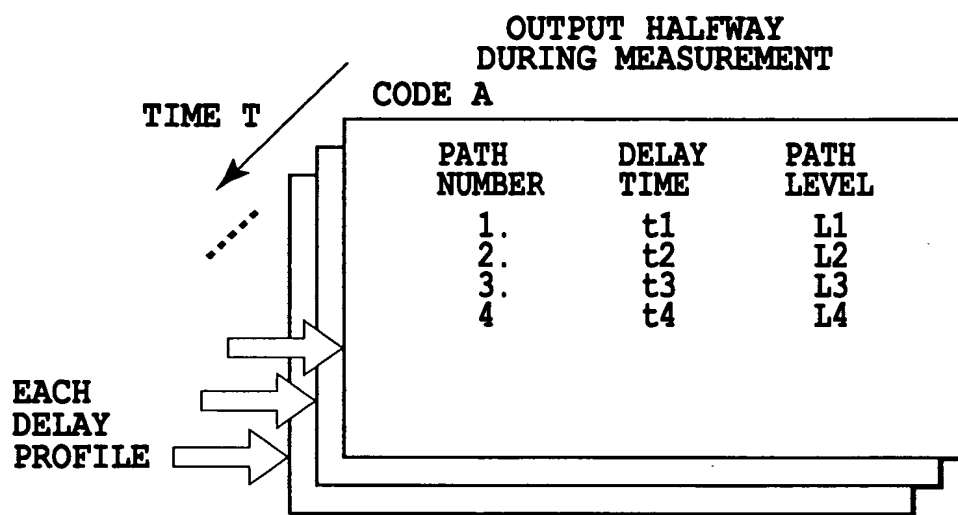 OUTPUT HALFWAY
DURING MEASUREMENT
TIME T
CODE A
PATH NUMBER DELAY TIME PATH LEVEL
1. t1 L1
2. t2 L2
3. t3 L3
4 t4 L4
EACH
DELAY
PROFILE